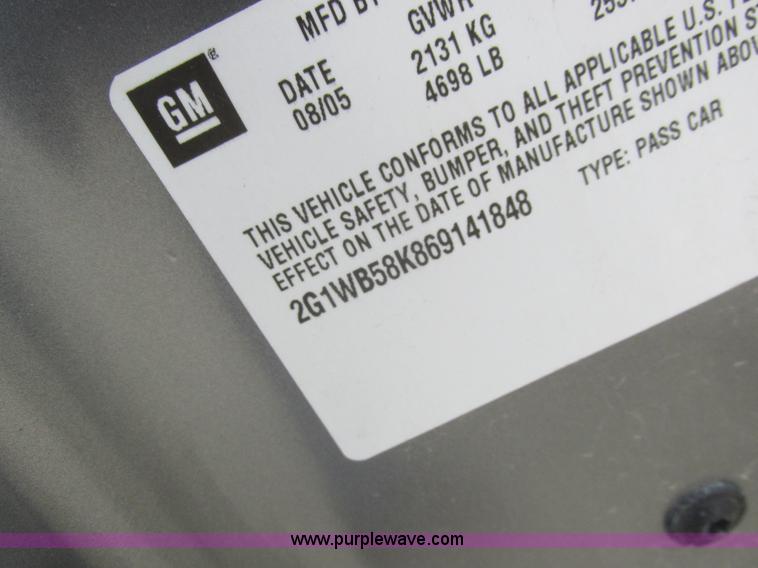 MFD BY
GVWR
DATE
2131 KG
08/05
4698 LB
GM
THIS VEHICLE CONFORMS TO ALL APPLICABLE U.S.
VEHICLE SAFETY, BUMPER, AND THEFT PREVENTION
EFFECT ON THE DATE OF MANUFACTURE SHOWN
2G1WB58K869141848
TYPE: PASS CAR
www.purplewave.com